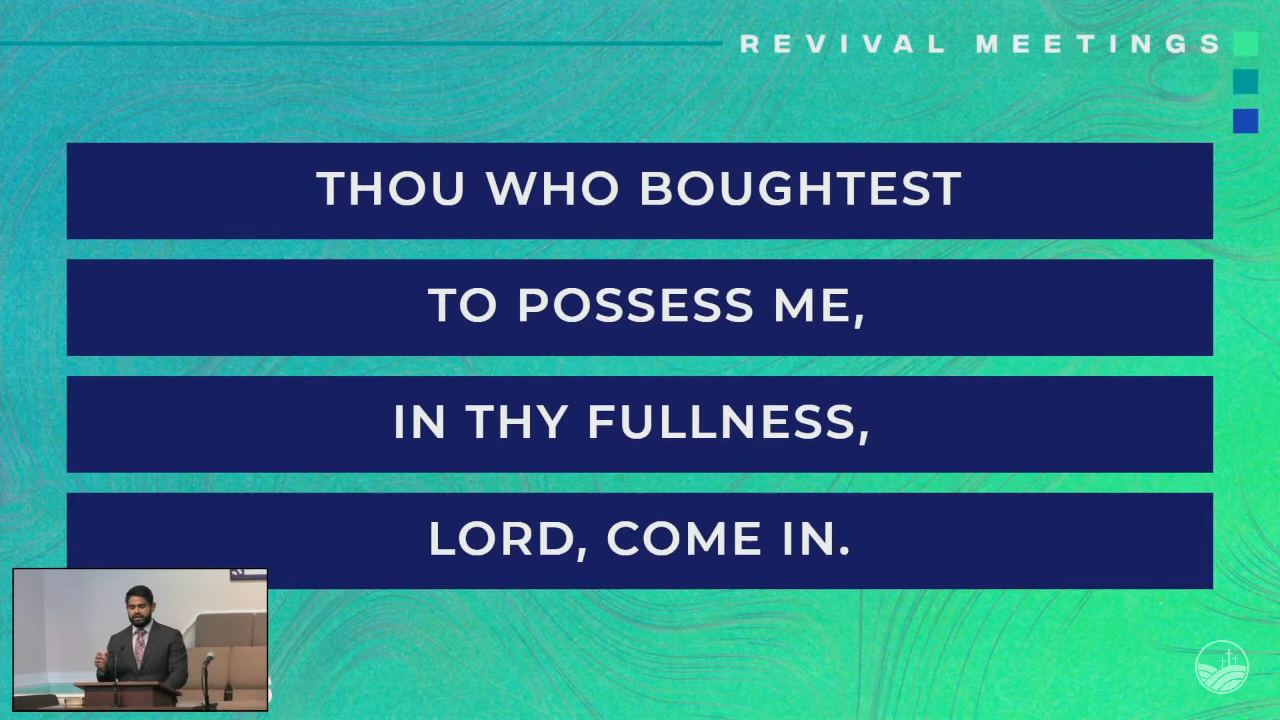 REVIVAL MEETINGS
THOU WHO BOUGHTEST
TO POSSESS ME,
IN THY FULLNESS,
LORD, COME IN.